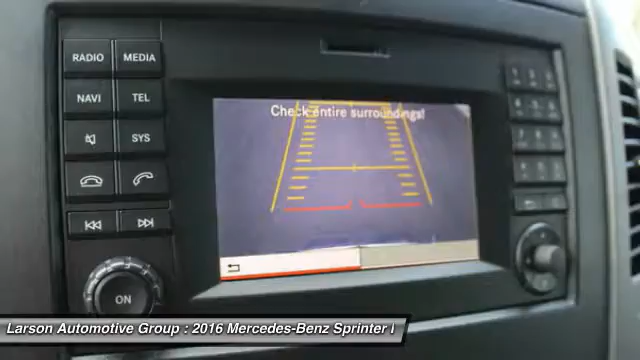 RADIO MEDIA
Check entire surroundings!
NAVI TEL
SYS
ON
Larson Automotive Group : 2016 Mercedes-Benz Sprinter